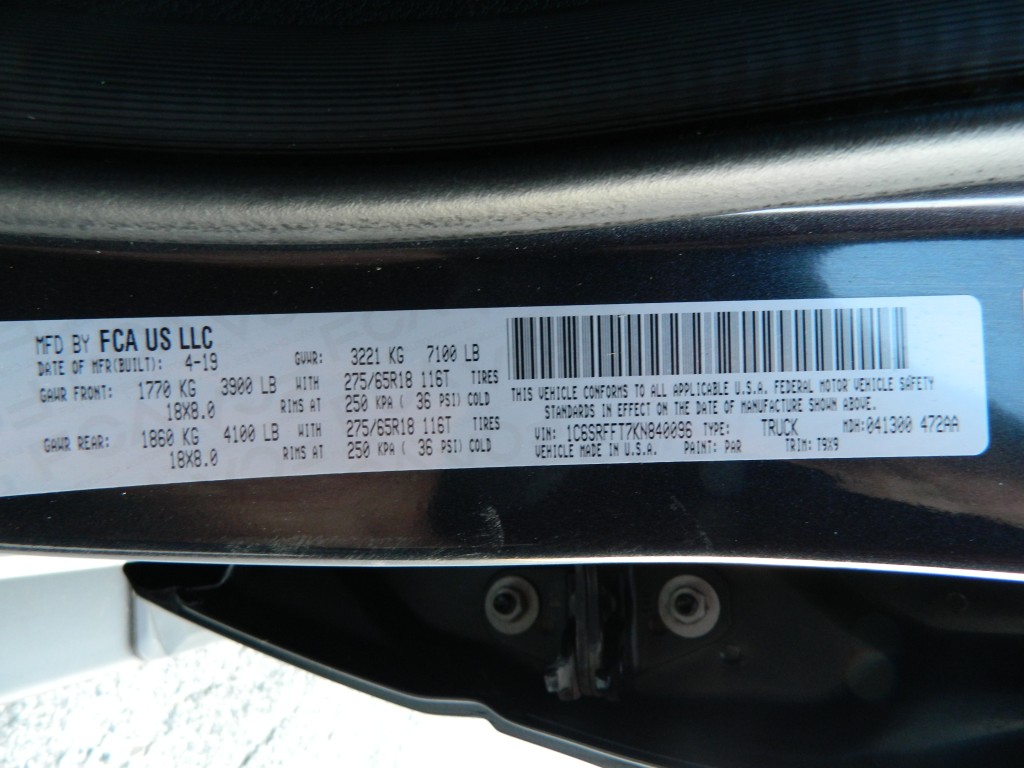 MFD BY FCA US LLC
DATE OF MFR(BUILT): 4-19 GVWR: 3221 KG 7100 LB
GAWR FRONT: 1770 KG 3900 LB WITH 275/65R18 116T TIRES
18X8.0 RIMS AT 250 KPA ( 36 PSI) COLD
GAWR REAR: 1860 KG 4100 LB WITH 275/65R18 116T TIRES
18X8.0 RIMS AT 250 KPA ( 36 PSI) COLD
THIS VEHICLE CONFORMS TO ALL APPLICABLE U.S.A. FEDERAL MOTOR VEHICLE SAFETY
STANDARDS IN EFFECT ON THE DATE OF MANUFACTURE SHOWN ABOVE.
VIN: 1C6SRFFT7KN840096 TYPE: TRUCK MDH: 041300 472AA
VEHICLE MADE IN U.S.A. PAINT: PAR TRIM: T9X9